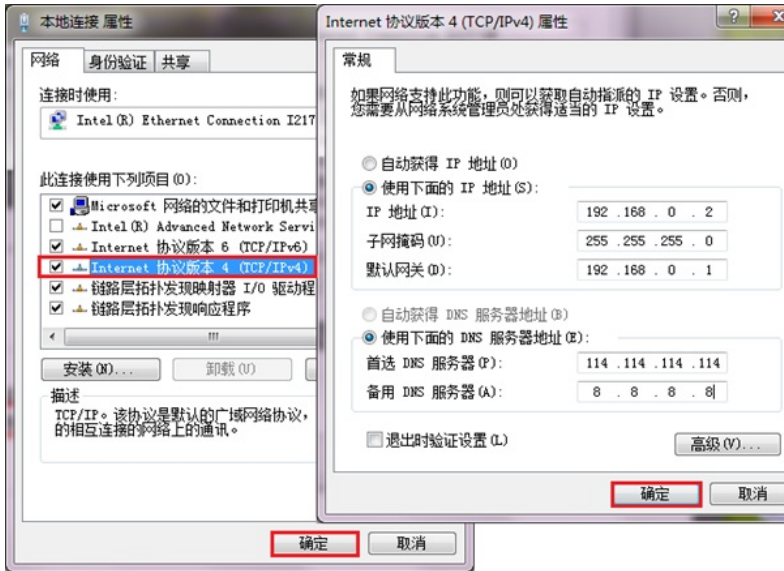 本地连接 属性
网络
身份验证
共享
连接时使用:
Intel(R) Ethernet Connection I217
此连接使用下列项目(O):
Microsoft 网络的文件和打印机共享
Intel(R) Advanced Network Servi
Internet 协议版本 6 (TCP/IPv6)
Internet 协议版本 4 (TCP/IPv4)
链路层拓扑发现映射器 I/O 驱动程
链路层拓扑发现响应程序
安装(N)...
卸载(U)
描述
TCP/IP。该协议是默认的广域网络协议,
的相互连接的网络上的通讯。
确定
取消
Internet 协议版本 4 (TCP/IPv4) 属性
常规
如果网络支持此功能,则可以获取自动指派的 IP 设置。否则,
您需要从网络系统管理员处获得适当的 IP 设置。
自动获得 IP 地址(O)
使用下面的 IP 地址(S):
IP 地址(I):
192 .168 . 0 . 2
子网掩码(U):
255 .255 .255 . 0
默认网关(D):
192 .168 . 0 . 1
自动获得 DNS 服务器地址(B)
使用下面的 DNS 服务器地址(E):
首选 DNS 服务器(P):
114 .114 .114 .114
备用 DNS 服务器(A):
8 . 8 . 8 . 8
退出时验证设置(L)
高级(V)...
确定
取消